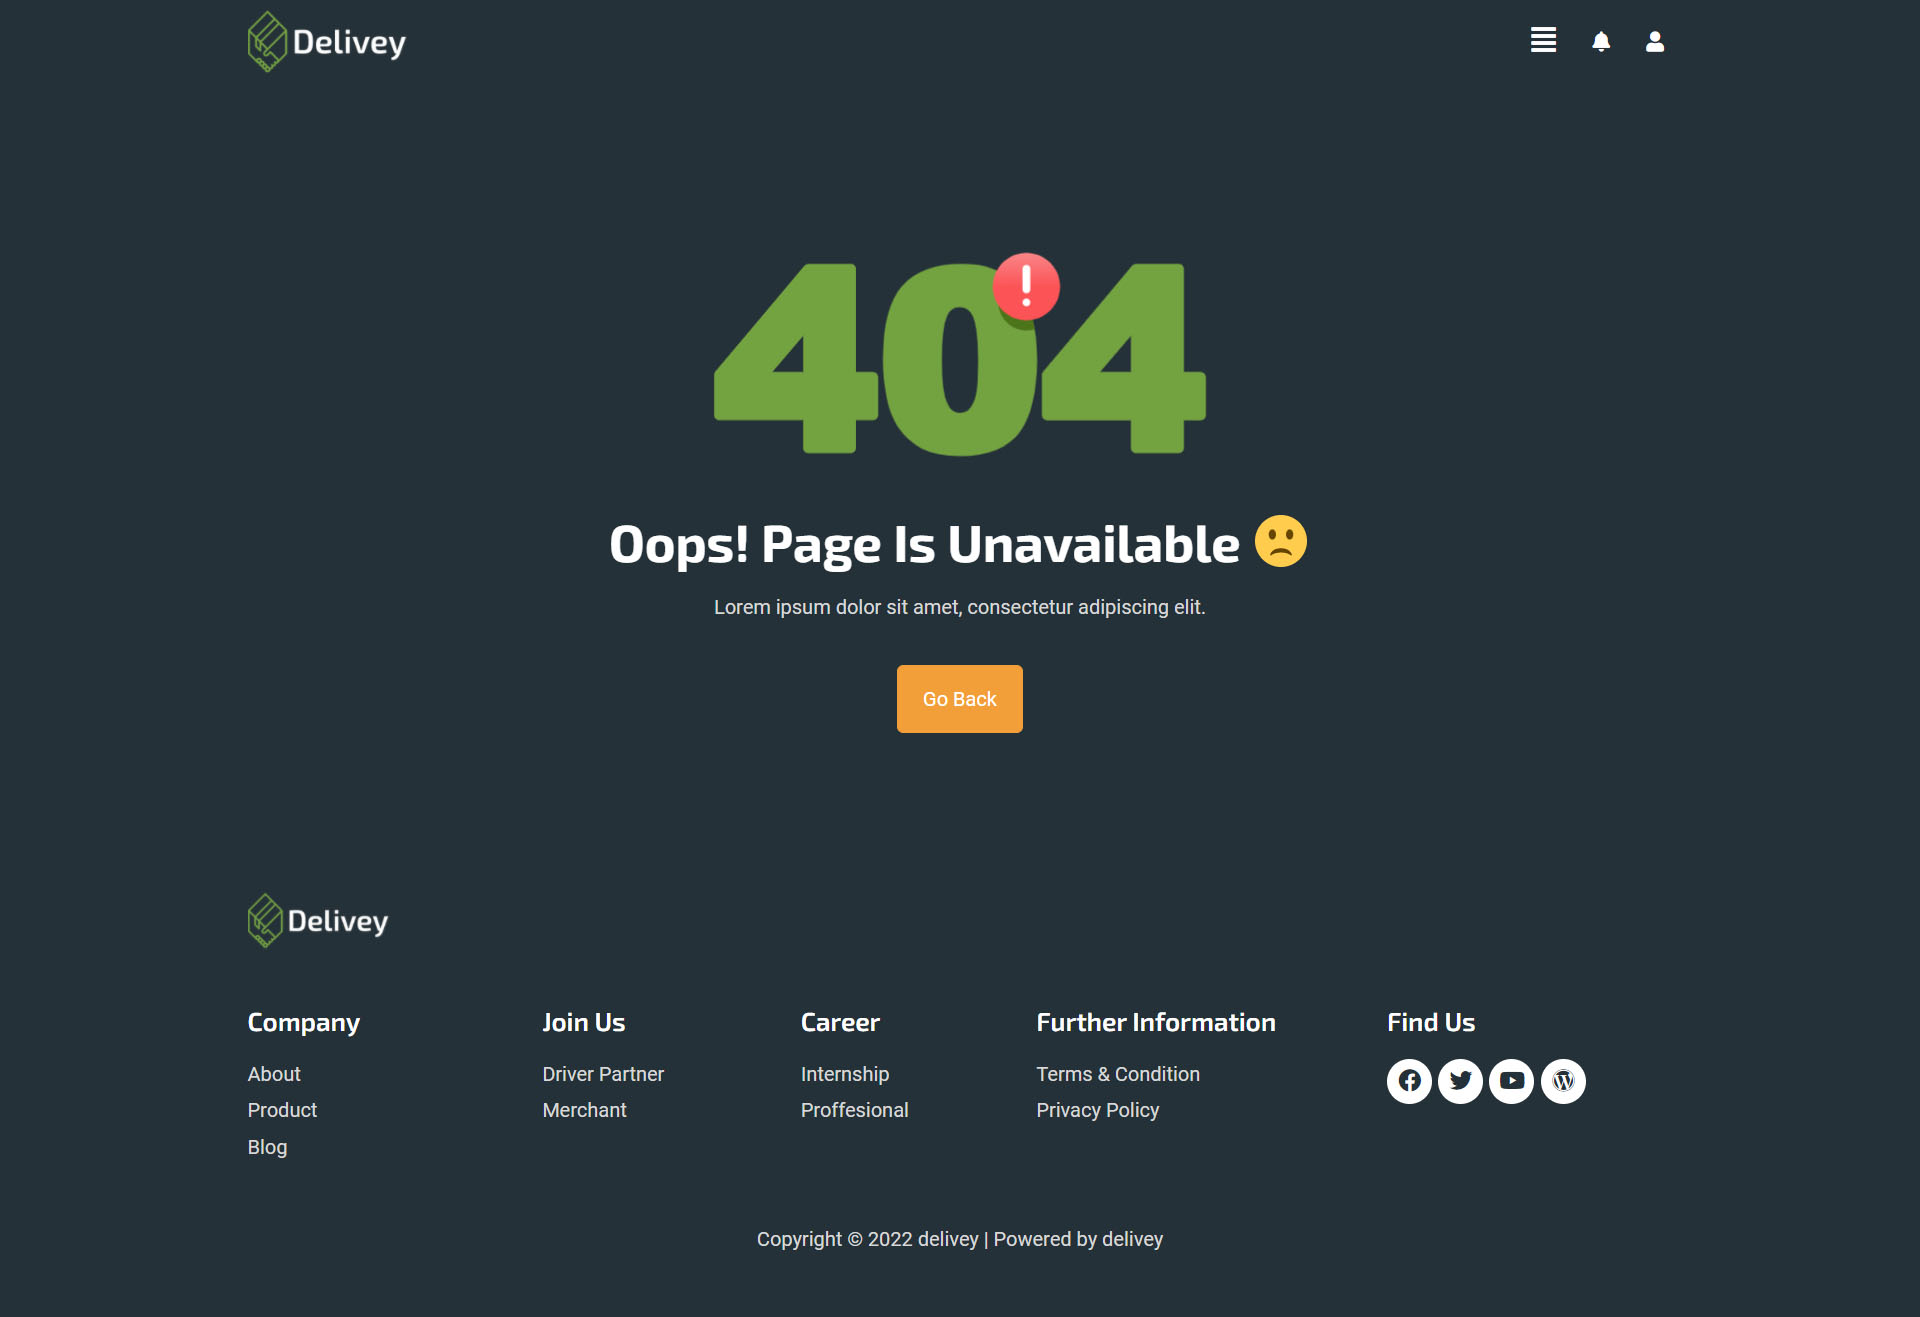 Delivey
404
!
Oops! Page Is Unavailable 🙁
Lorem ipsum dolor sit amet, consectetur adipiscing elit.
Go Back
Delivey
Company
About
Product
Blog
Join Us
Driver Partner
Merchant
Career
Internship
Proffesional
Further Information
Terms & Condition
Privacy Policy
Find Us
Copyright © 2022 delivey | Powered by delivey